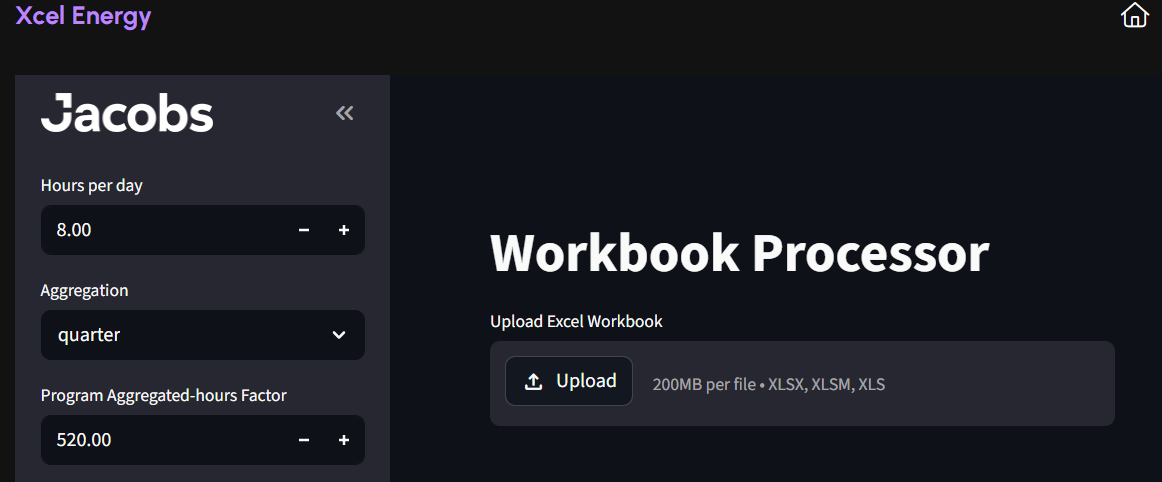 Xcel Energy
Jacobs
Hours per day
8.00
Aggregation
quarter
Program Aggregated-hours Factor
520.00
Workbook Processor
Upload Excel Workbook
Upload
200MB per file • XLSX, XLSM, XLS